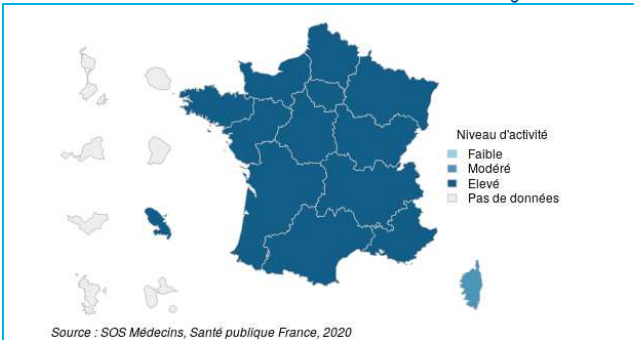 Niveau d'activité
Faible
Modéré
Elevé
Pas de données
Source : SOS Médecins, Santé publique France, 2020